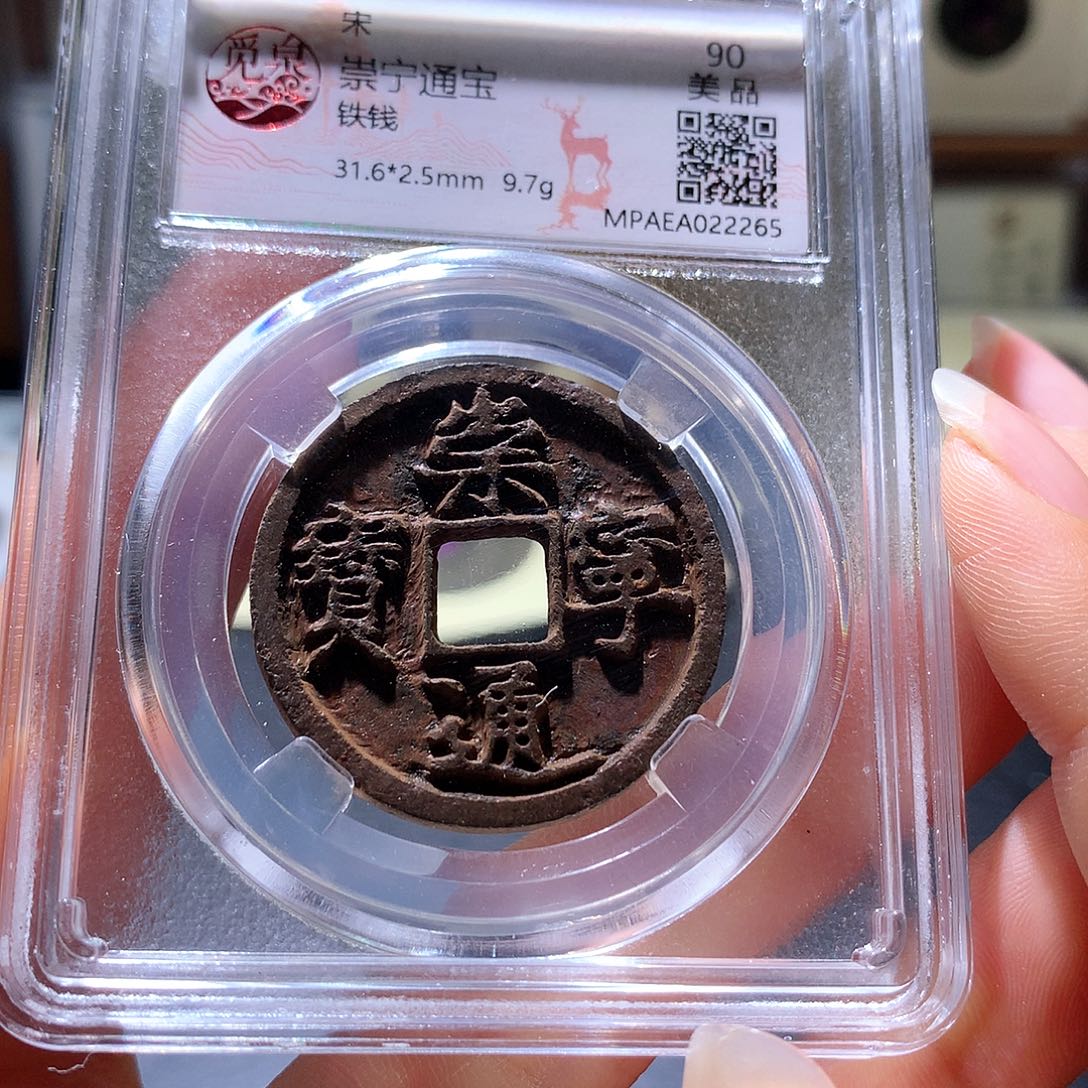 觅泉
宋
崇宁通宝
铁钱
31.6*2.5mm 9.7g
90
美品
MPAEA022265
崇
寧
通
寶